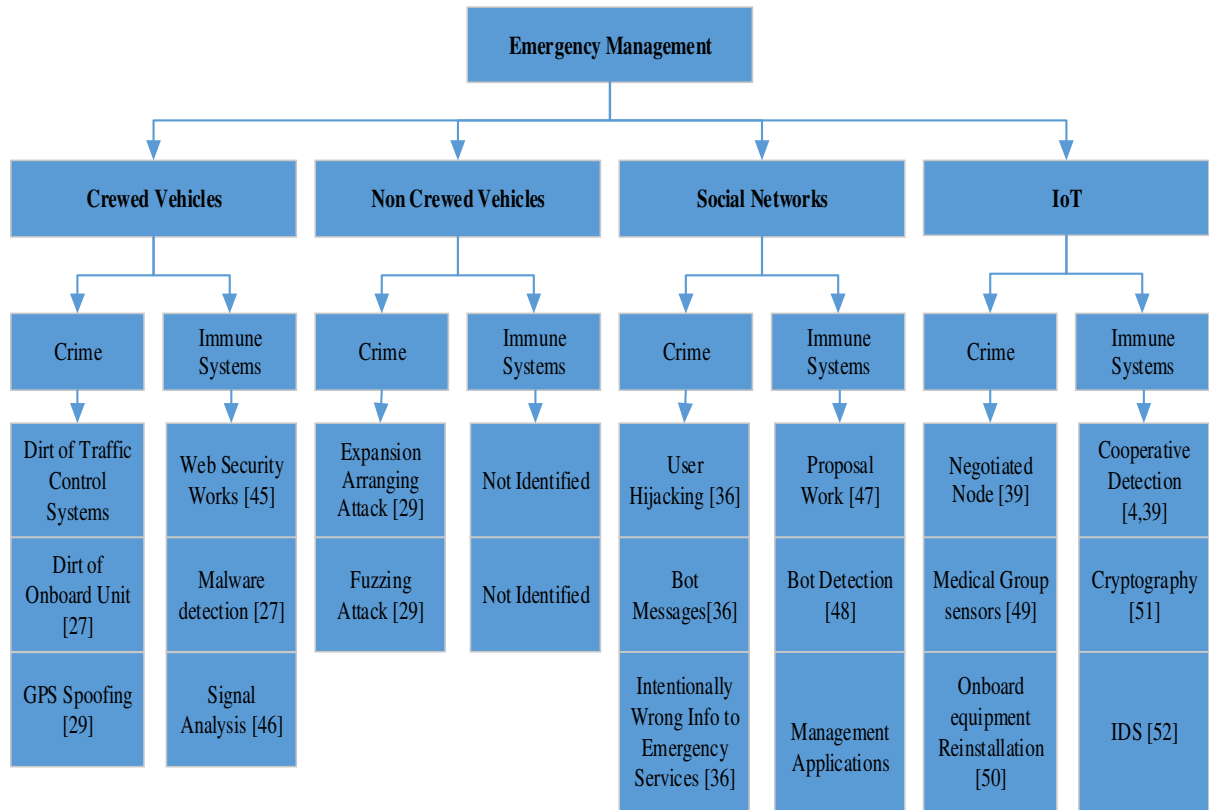 Emergency Management
Crewed Vehicles
Non Crewed Vehicles
Social Networks
IoT
Crime
Immune
Systems
Crime
Immune
Systems
Crime
Immune
Systems
Crime
Immune
Systems
Dirt of Traffic
Control
Systems
Web Security
Works [45]
Expansion
Arranging
Attack [29]
Not Identified
User
Hijacking [36]
Proposal
Work [47]
Negotiated
Node [39]
Cooperative
Detection
[4,39]
Dirt of
Onboard Unit
[27]
Malware
detection [27]
Fuzzing
Attack [29]
Not Identified
Bot
Messages[36]
Bot Detection
[48]
Medical Group
sensors [49]
Cryptography
[51]
GPS Spoofing
[29]
Signal
Analysis [46]
Intentionally
Wrong Info to
Emergency
Services [36]
Management
Applications
Onboard
equipment
Reinstallation
[50]
IDS [52]